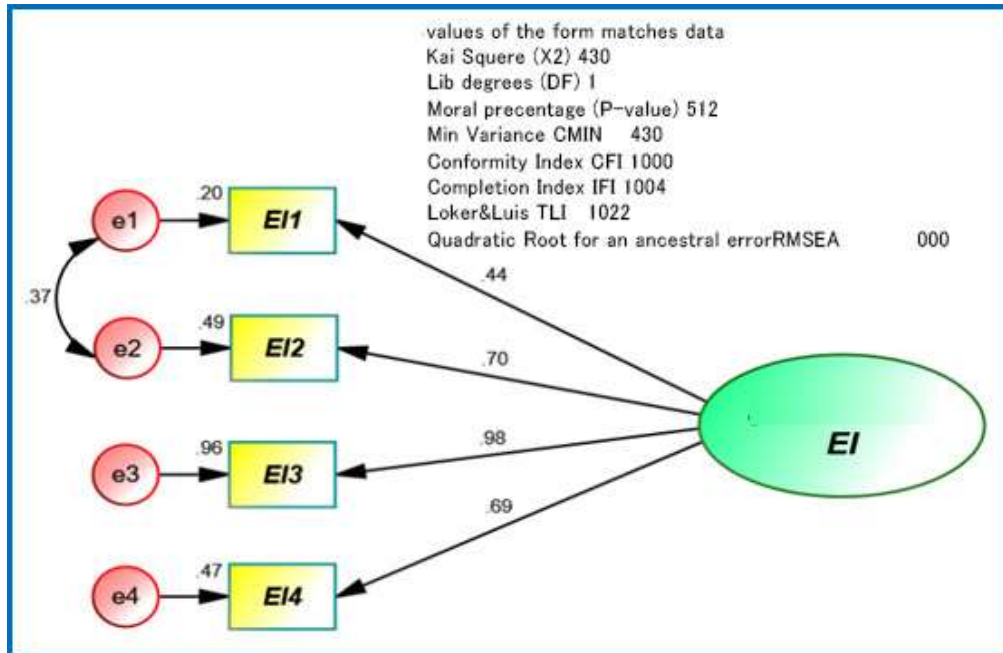 values of the form matches data
Kai Squere (X2) 430
Lib degrees (DF) 1
Moral precentage (P-value) 512
Min Variance CMIN 430
Conformity Index CFI 1000
Completion Index IFI 1004
Loker&Luis TLI 1022
Quadratic Root for an ancestral errorRMSEA 000
.20
e1
EI1
.44
.37
.49
e2
EI2
.70
.96
e3
EI3
.98
EI
.69
.47
e4
EI4